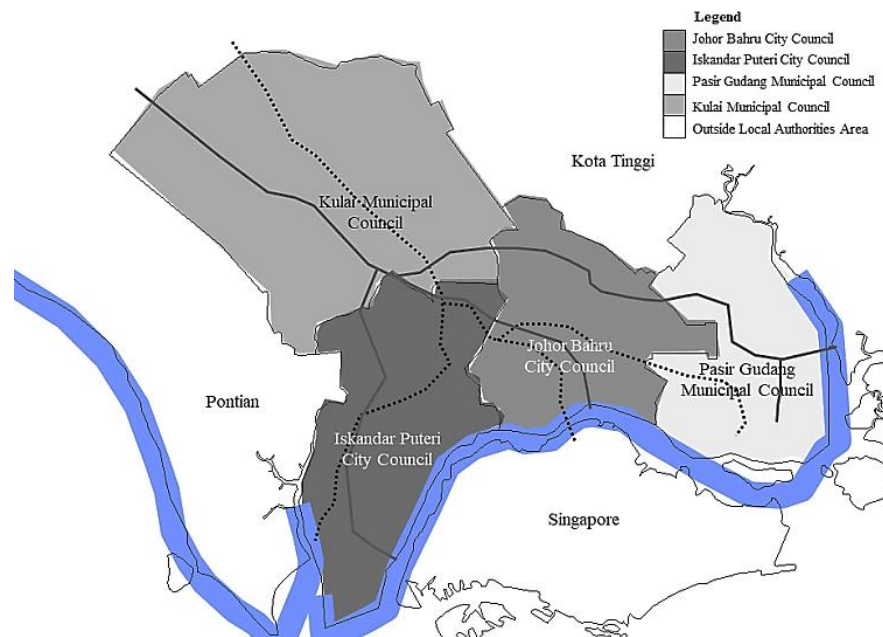 Legend
Johor Bahru City Council
Iskandar Puteri City Council
Pasir Gudang Municipal Council
Kulai Municipal Council
Outside Local Authorities Area
Kota Tinggi
Kulai Municipal
Council
Johor Bahru
City Council
Pasir Gudang
Municipal Council
Pontian
Iskandar Puteri
City Council
Singapore